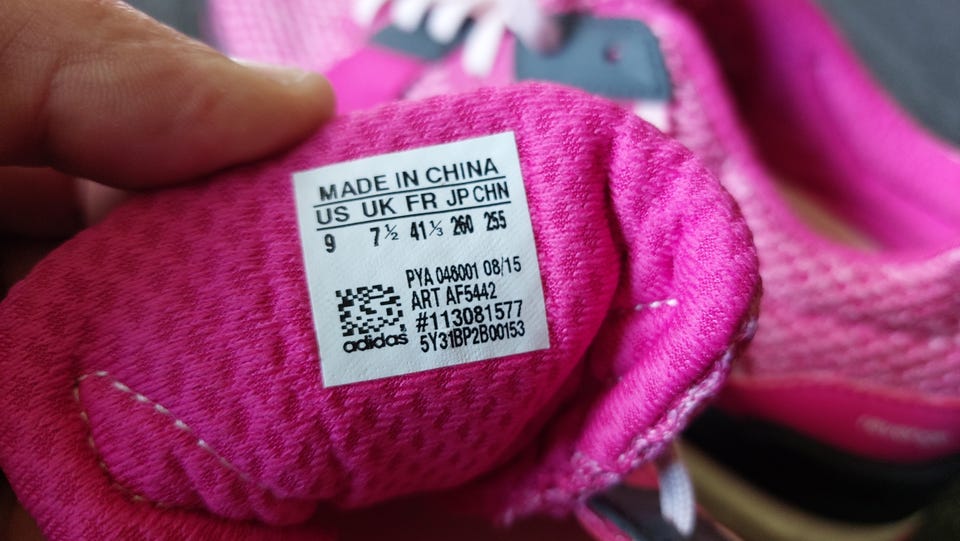 MADE IN CHINA
US UK FR JP CHN
9 7½ 41⅓ 260 255
PYA 046001 08/15
ART AF5442
#113081577
5Y31BP2B00153
adidas